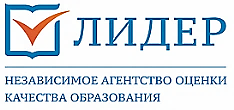 ЛИДЕР
НЕЗАВИСИМОЕ АГЕНТСТВО ОЦЕНКИ
КАЧЕСТВА ОБРАЗОВАНИЯ